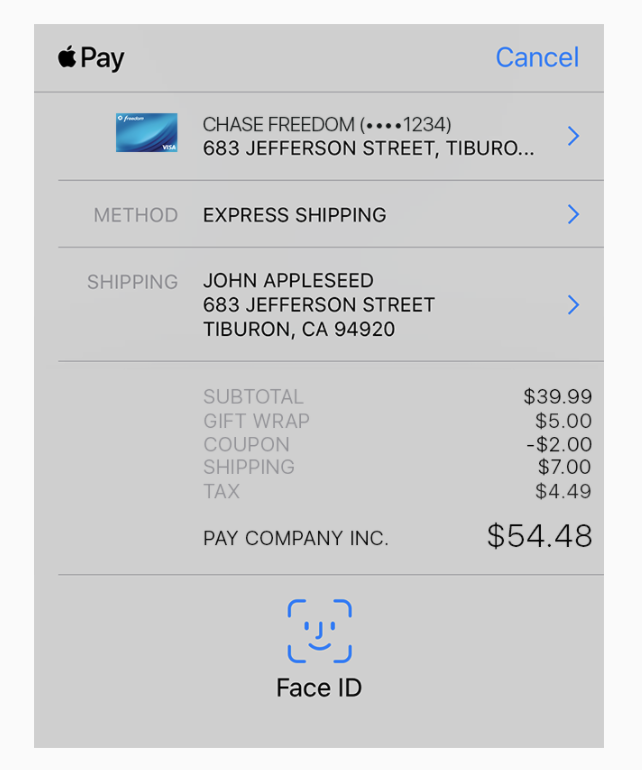 Pay
Cancel
freedom
VISA
CHASE FREEDOM (••••1234)
683 JEFFERSON STREET, TIBURO...
METHOD EXPRESS SHIPPING
SHIPPING JOHN APPLESEED
683 JEFFERSON STREET
TIBURON, CA 94920
SUBTOTAL $39.99
GIFT WRAP $5.00
COUPON -$2.00
SHIPPING $7.00
TAX $4.49
PAY COMPANY INC. $54.48
Face ID